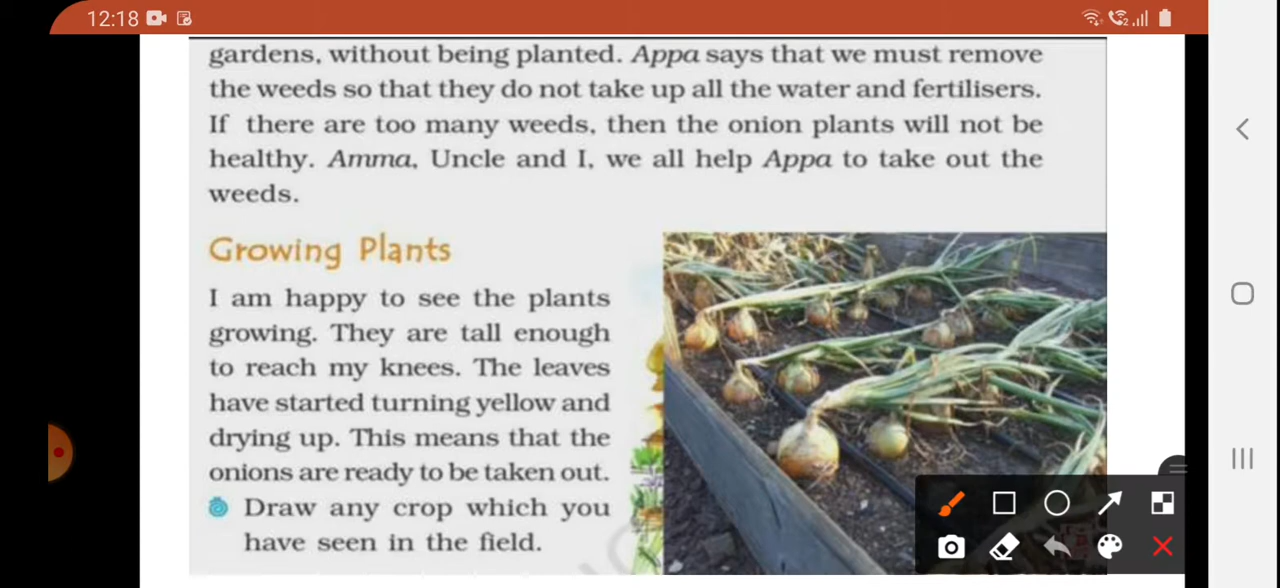 12:18
gardens, without being planted. Appa says that we must remove
the weeds so that they do not take up all the water and fertilisers.
If there are too many weeds, then the onion plants will not be
healthy. Amma, Uncle and I, we all help Appa to take out the
weeds.
Growing Plants
I am happy to see the plants
growing. They are tall enough
to reach my knees. The leaves
have started turning yellow and
drying up. This means that the
onions are ready to be taken out.
Draw any crop which you
have seen in the field.